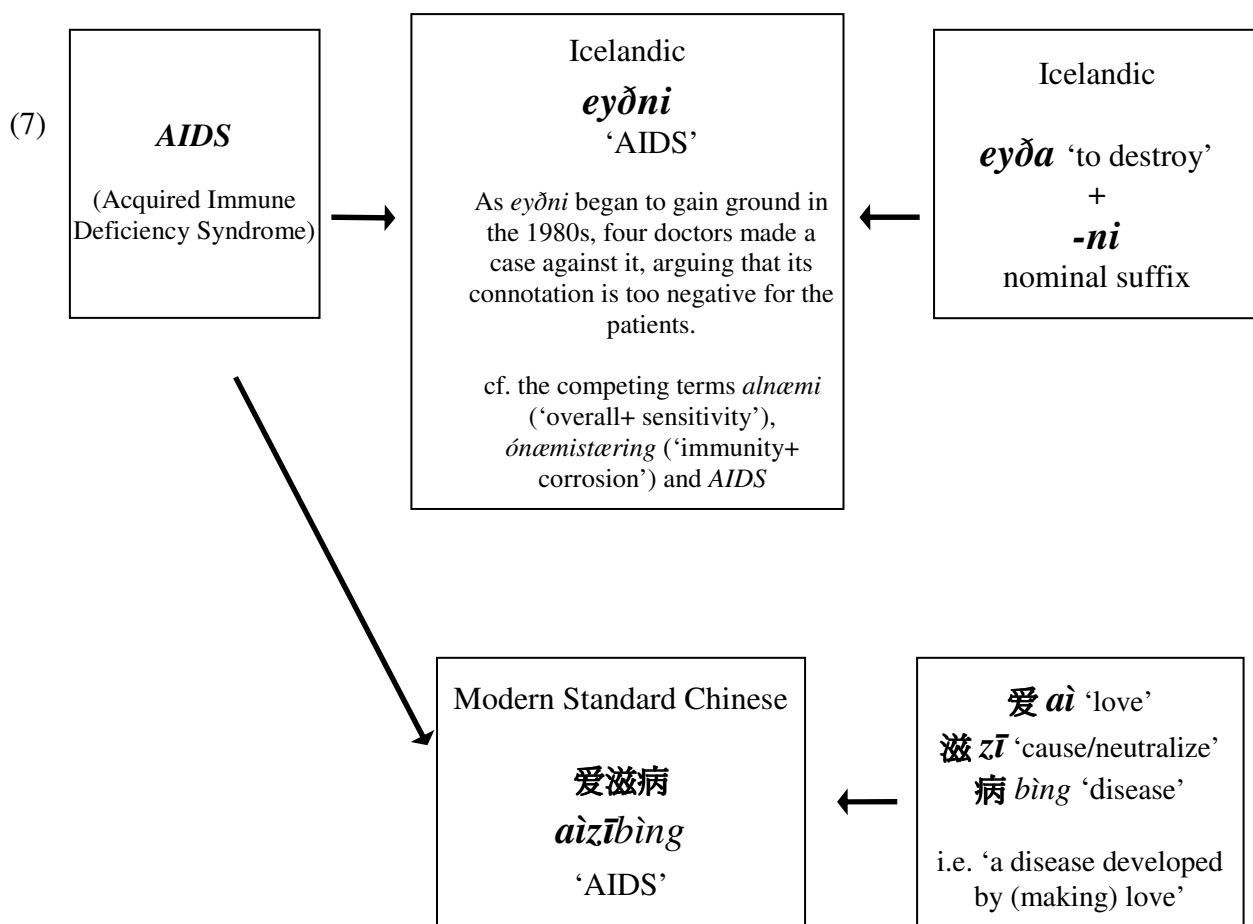 (7)
AIDS
(Acquired Immune
Deficiency Syndrome)
Icelandic
eyðni
‘AIDS’
As eyðni began to gain ground in
the 1980s, four doctors made a
case against it, arguing that its
connotation is too negative for the
patients.
cf. the competing terms alnæmi
(‘overall+ sensitivity’),
ónæmistæring (‘immunity+
corrosion’) and AIDS
Icelandic
eyða ‘to destroy’
+
-ni
nominal suffix
Modern Standard Chinese
爱滋病
aìzībìng
‘AIDS’
爱 aì ‘love’
滋 zī ‘cause/neutralize’
病 bìng ‘disease’
i.e. ‘a disease developed
by (making) love’